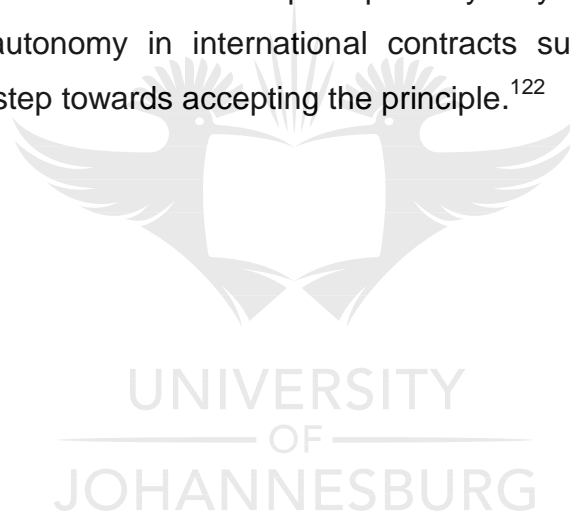 autonomy in international contracts su
step towards accepting the principle.122
UNIVERSITY
OF
JOHANNESBURG